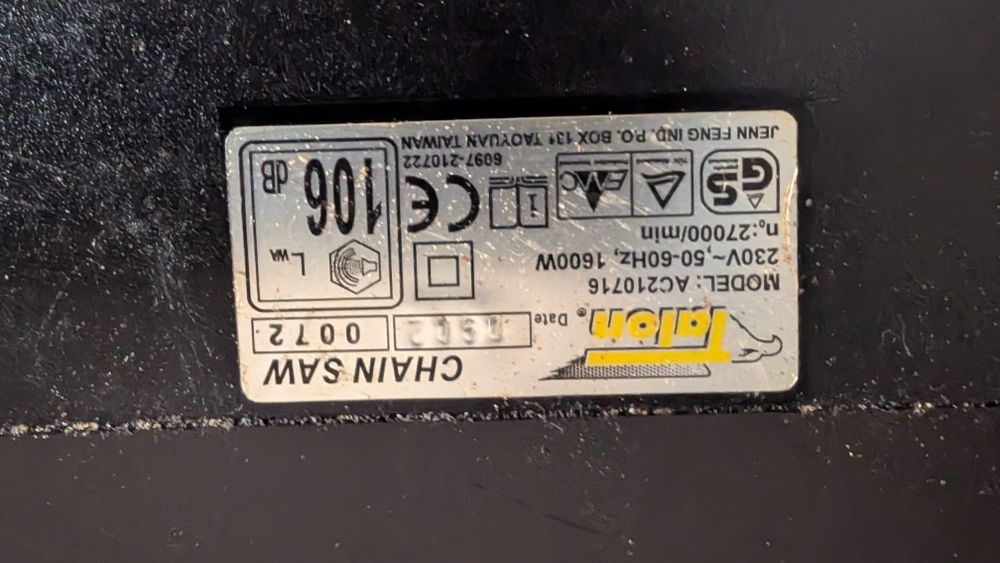 CHAIN SAW
Talon® Date 0072
MODEL: AC210716
230V~,50-60Hz, 1600W
n₀:27000/min
LWA
106 dB
GS
TÜV EMC
I
CE
6097-210722
JENN FENG IND. P.O. BOX 131 TAOYUAN TAIWAN